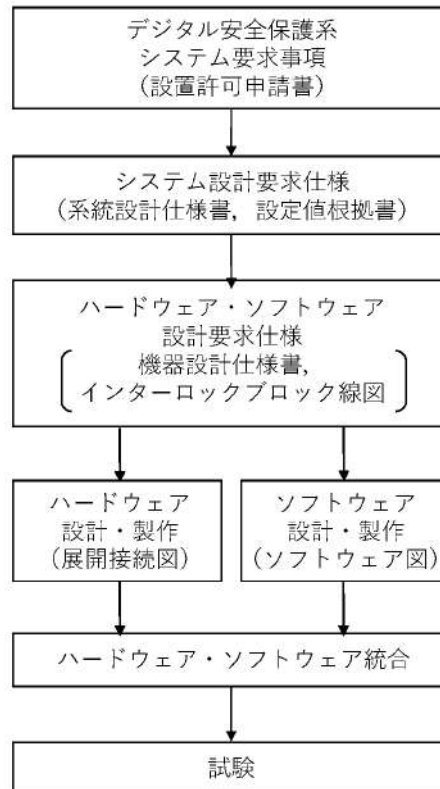 デジタル安全保護系
システム要求事項
(設置許可申請書)
システム設計要求仕様
(系統設計仕様書，設定値根拠書)
ハードウェア・ソフトウェア
設計要求仕様
機器設計仕様書，
インターロックブロック線図
ハードウェア
設計・製作
(展開接続図)
ソフトウェア
設計・製作
(ソフトウェア図)
ハードウェア・ソフトウェア統合
試験